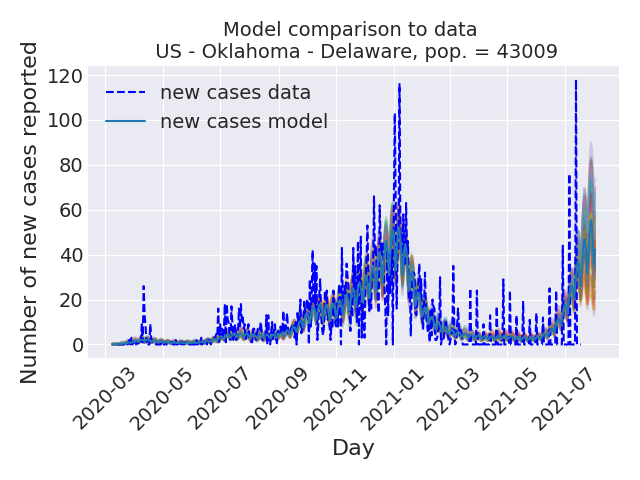 Model comparison to data
US - Oklahoma - Delaware, pop. = 43009
Number of new cases reported
120
100
80
60
40
20
0
new cases data
new cases model
2020-03
2020-05
2020-07
2020-09
2020-11
2021-01
2021-03
2021-05
2021-07
Day